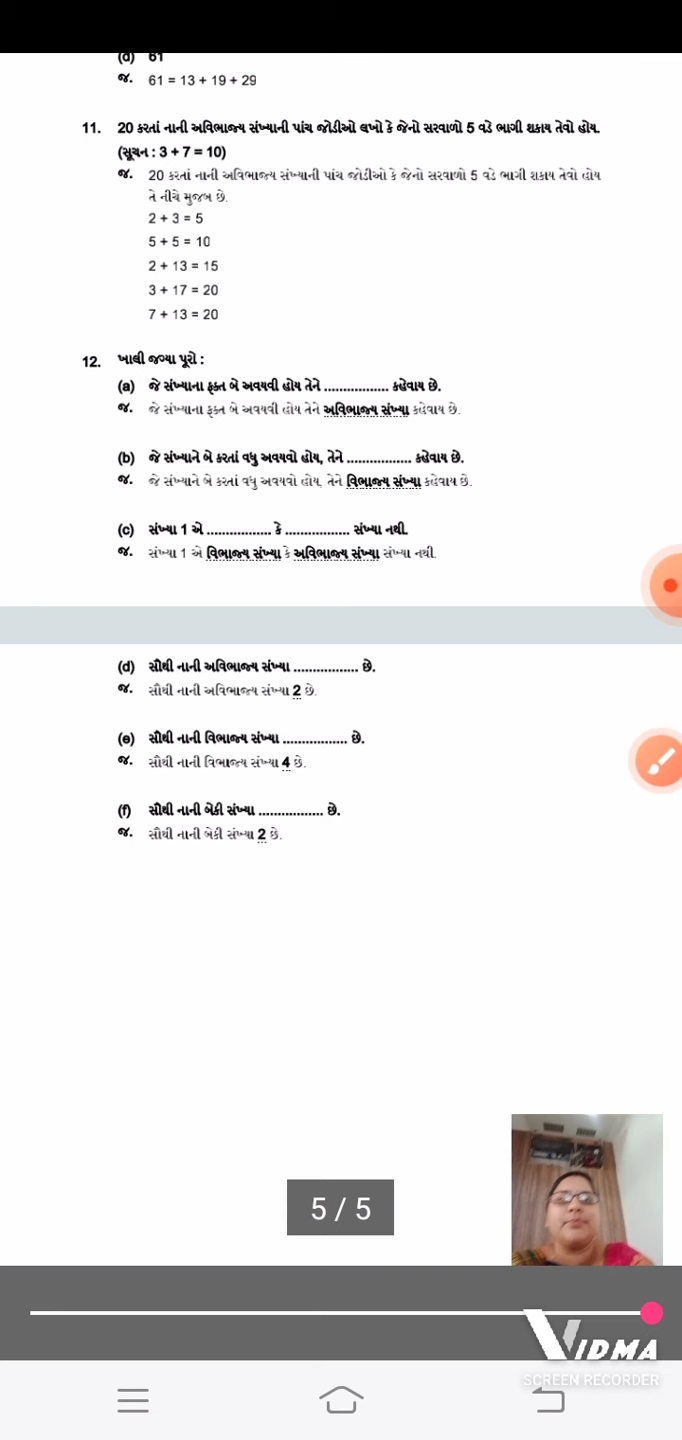 (d) 61
જ. 61 = 13 + 19 + 29
11. 20 કરતાં નાની અવિભાજ્ય સંખ્યાની પાંચ જોડીઓ લખો કે જેનો સરવાળો 5 વડે ભાગી શકાય તેવો હોય.
(સૂચન : 3 + 7 = 10)
જ. 20 કરતાં નાની અવિભાજ્ય સંખ્યાની પાંચ જોડીઓ કે જેનો સરવાળો 5 વડે ભાગી શકાય તેવો હોય
તે નીચે મુજબ છે.
2 + 3 = 5
5 + 5 = 10
2 + 13 = 15
3 + 17 = 20
7 + 13 = 20
12. ખાલી જગ્યા પૂરો :
(a) જે સંખ્યાના ફક્ત બે અવયવી હોય તેને ................. કહેવાય છે.
જ. જે સંખ્યાના ફક્ત બે અવયવી હોય તેને અવિભાજ્ય સંખ્યા કહેવાય છે.
(b) જે સંખ્યાને બે કરતાં વધુ અવયવો હોય, તેને ................. કહેવાય છે.
જ. જે સંખ્યાને બે કરતાં વધુ અવયવો હોય, તેને વિભાજ્ય સંખ્યા કહેવાય છે.
(c) સંખ્યા 1 એ ................. કે ................. સંખ્યા નથી.
જ. સંખ્યા 1 એ વિભાજ્ય સંખ્યા કે અવિભાજ્ય સંખ્યા સંખ્યા નથી.
(d) સૌથી નાની અવિભાજ્ય સંખ્યા ................. છે.
જ. સૌથી નાની અવિભાજ્ય સંખ્યા 2 છે.
(e) સૌથી નાની વિભાજ્ય સંખ્યા ................. છે.
જ. સૌથી નાની વિભાજ્ય સંખ્યા 4 છે.
(f) સૌથી નાની બેકી સંખ્યા ................. છે.
જ. સૌથી નાની બેકી સંખ્યા 2 છે.
5 / 5
VIDMA
SCREEN RECORDER